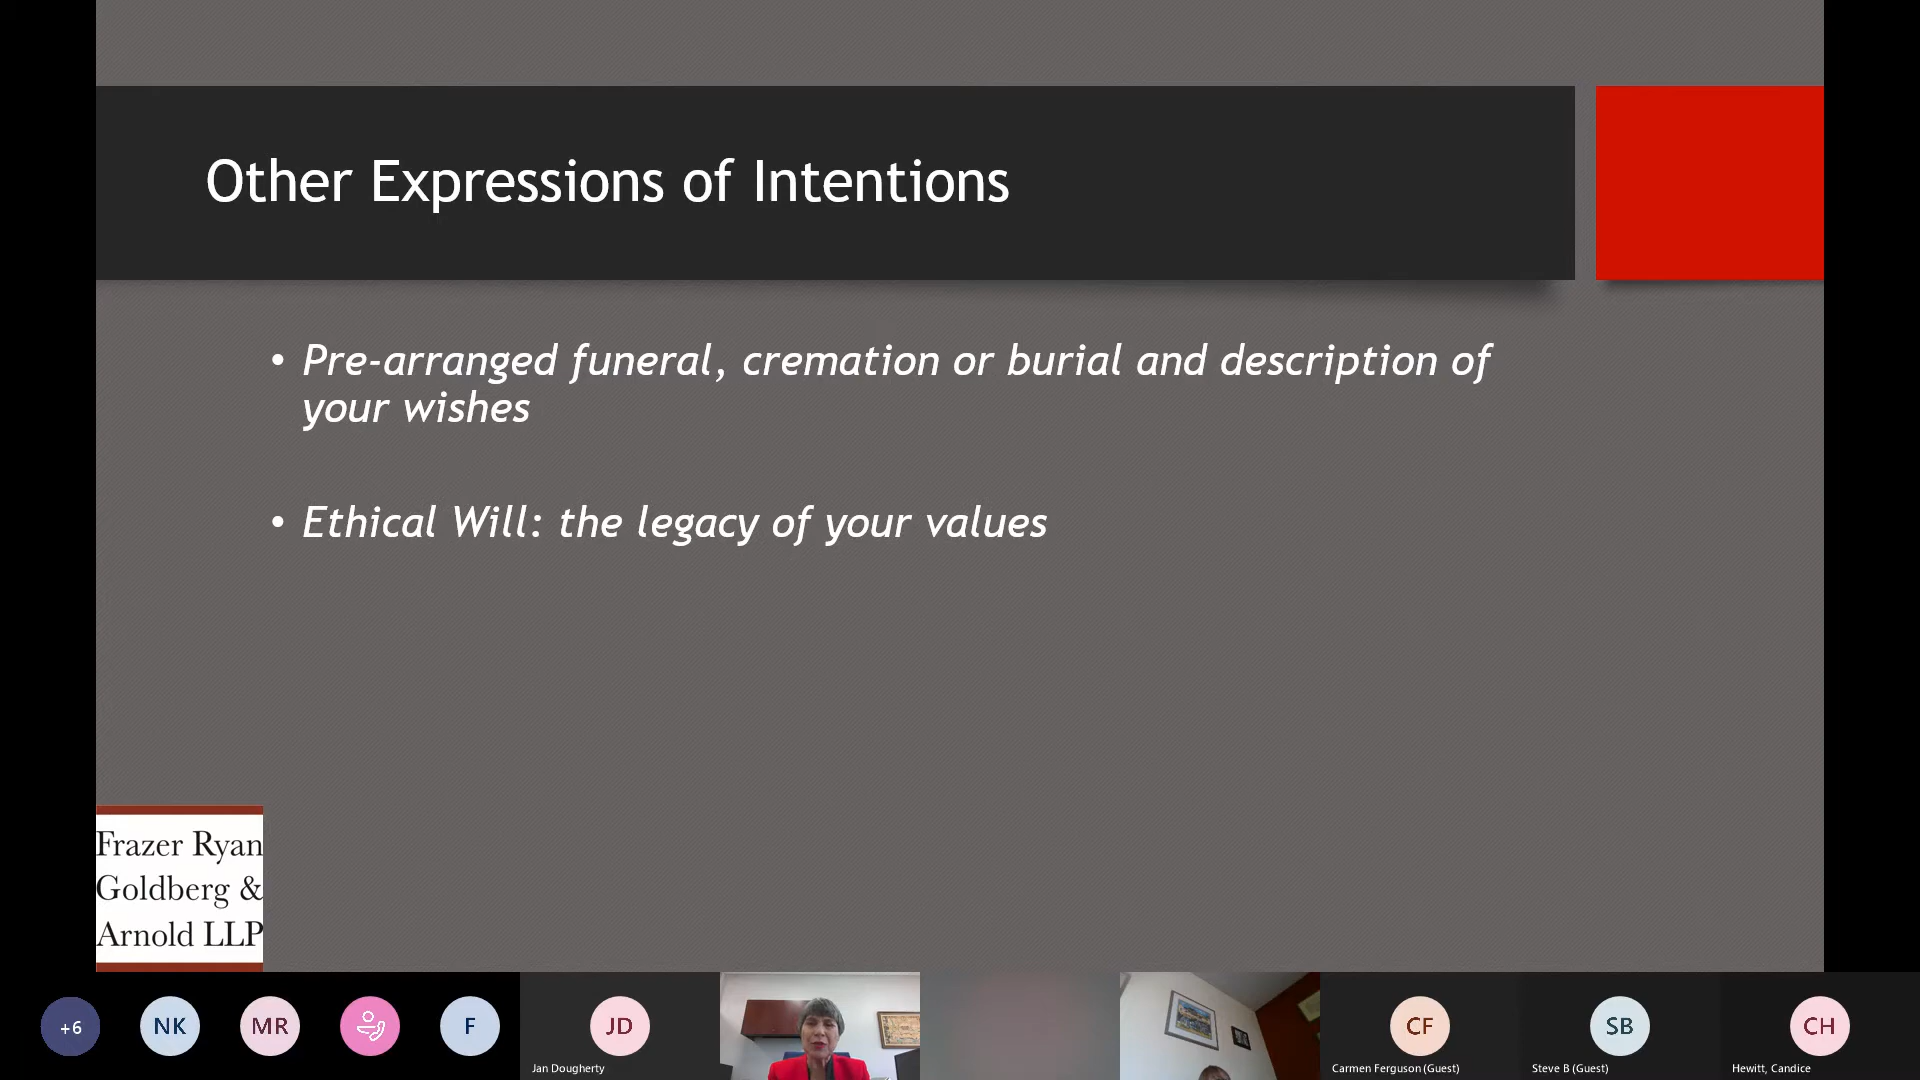 Other Expressions of Intentions
• Pre-arranged funeral, cremation or burial and description of
your wishes
• Ethical Will: the legacy of your values
Frazer Ryan
Goldberg &
Arnold LLP
+6
NK
MR
F
JD
CF
SB
CH
Jan Dougherty
Carmen Ferguson (Guest)
Steve B (Guest)
Hewitt, Candice